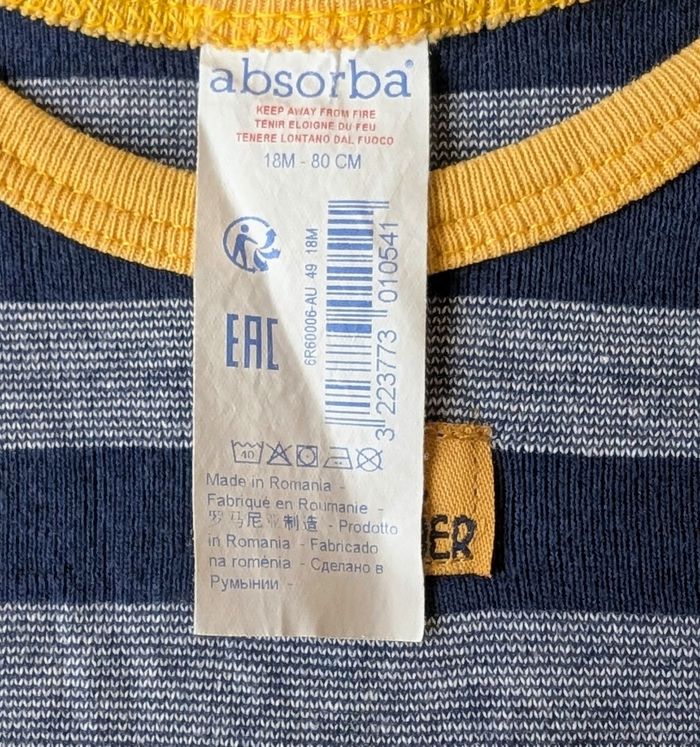 absorba®
KEEP AWAY FROM FIRE
TENIR ELOIGNE DU FEU
TENERE LONTANO DAL FUOCO
18M - 80 CM
6R60006-AU 49 18M
3 223773 010541
EAC
40
Made in Romania -
Fabriqué en Roumanie -
罗马尼亚制造 - Prodotto
in Romania - Fabricado
na romènia - Сделано в
Румынии -